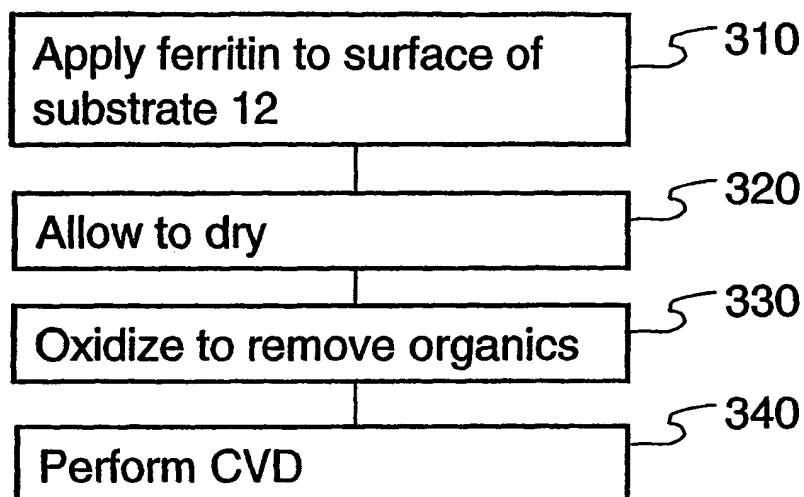 Apply ferritin to surface of
substrate 12
310
Allow to dry
320
Oxidize to remove organics
330
Perform CVD
340